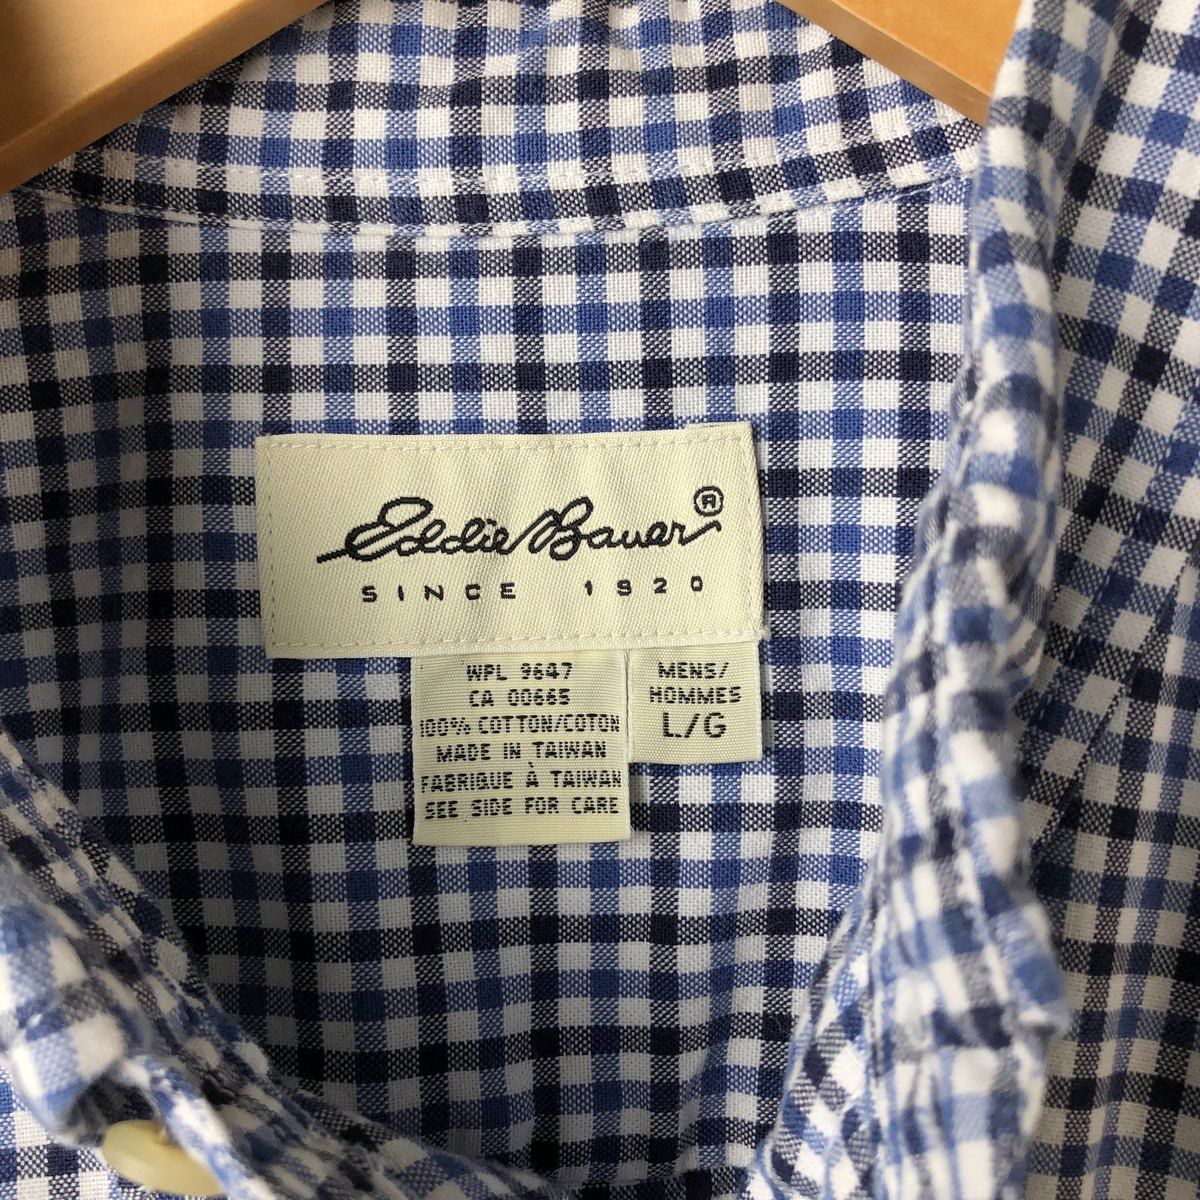 Eddie Bauer®
SINCE 1920
WPL 9647
CA 00665
100% COTTON/COTON
MADE IN TAIWAN
FABRIQUE À TAIWAN
SEE SIDE FOR CARE
MENS/
HOMMES
L/G